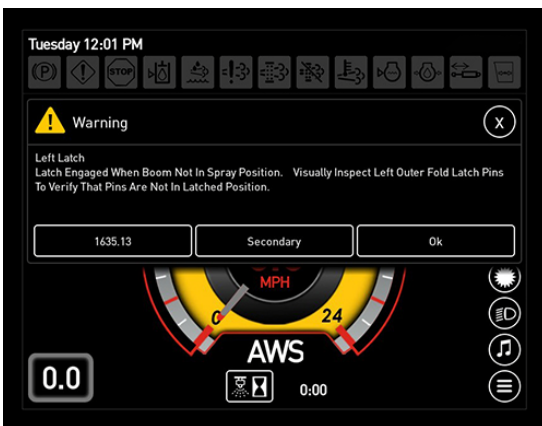 Tuesday 12:01 PM
(P)
STOP
Warning
X
Left Latch
Latch Engaged When Boom Not In Spray Position. Visually Inspect Left Outer Fold Latch Pins
To Verify That Pins Are Not In Latched Position.
1635.13 Secondary Ok
MPH
0 24
AWS
0.0
0:00